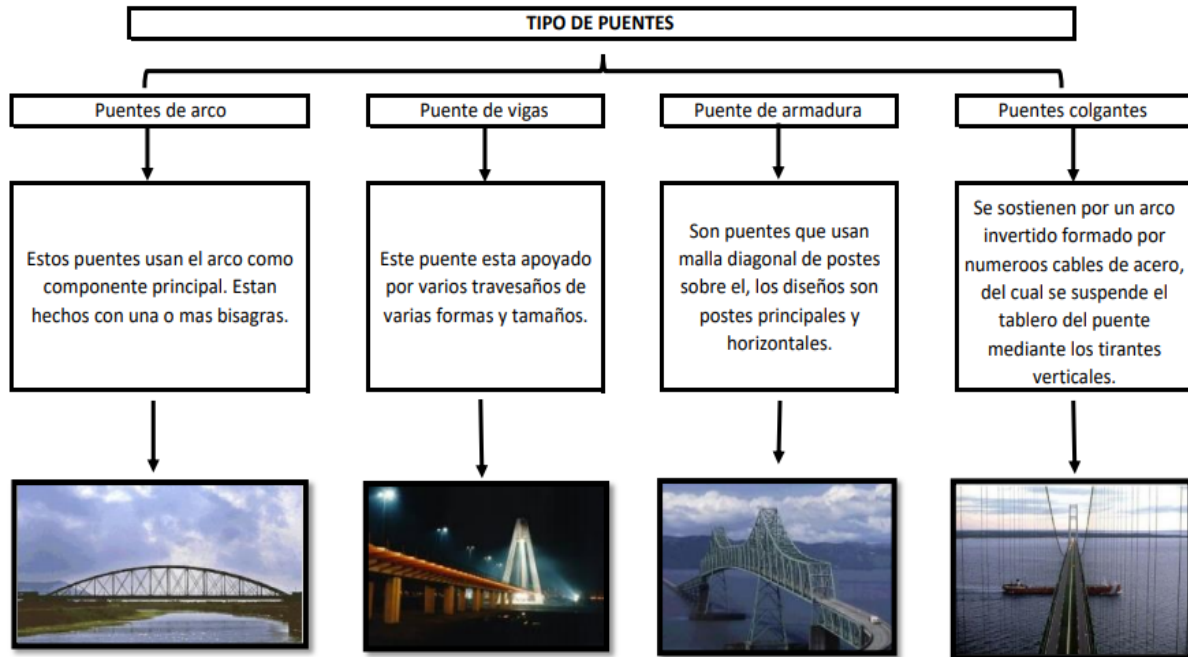 TIPO DE PUENTES
Puentes de arco
Puente de vigas
Puente de armadura
Puentes colgantes
Estos puentes usan el arco como
componente principal. Estan
hechos con una o mas bisagras.
Este puente esta apoyado
por varios travesaños de
varias formas y tamaños.
Son puentes que usan
malla diagonal de postes
sobre el, los diseños son
postes principales y
horizontales.
Se sostienen por un arco
invertido formado por
numeroos cables de acero,
del cual se suspende el
tablero del puente
mediante los tirantes
verticales.